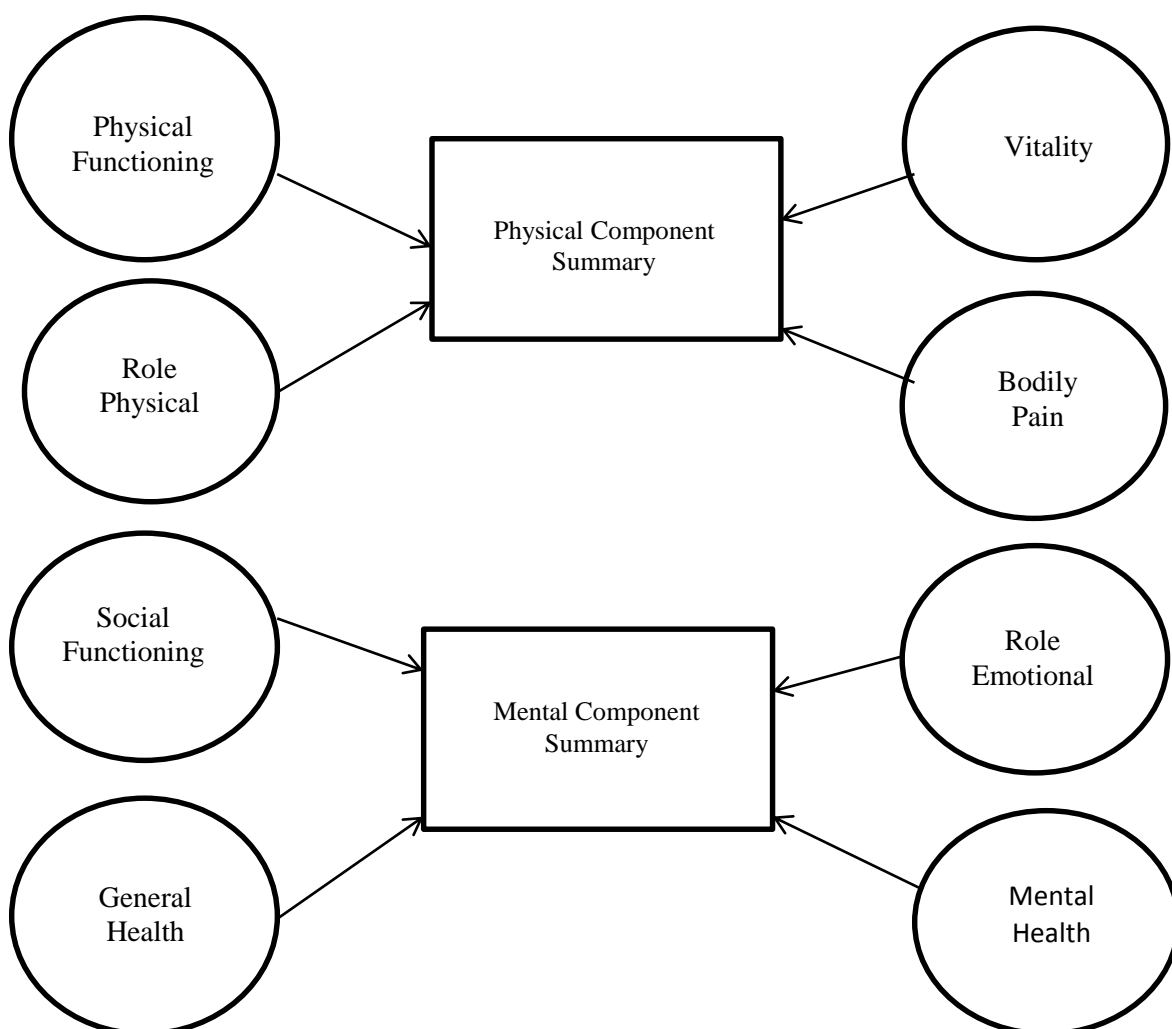 Physical
Functioning
Vitality
Physical Component
Summary
Role
Physical
Bodily
Pain
Social
Functioning
Role
Emotional
Mental Component
Summary
General
Health
Mental
Health